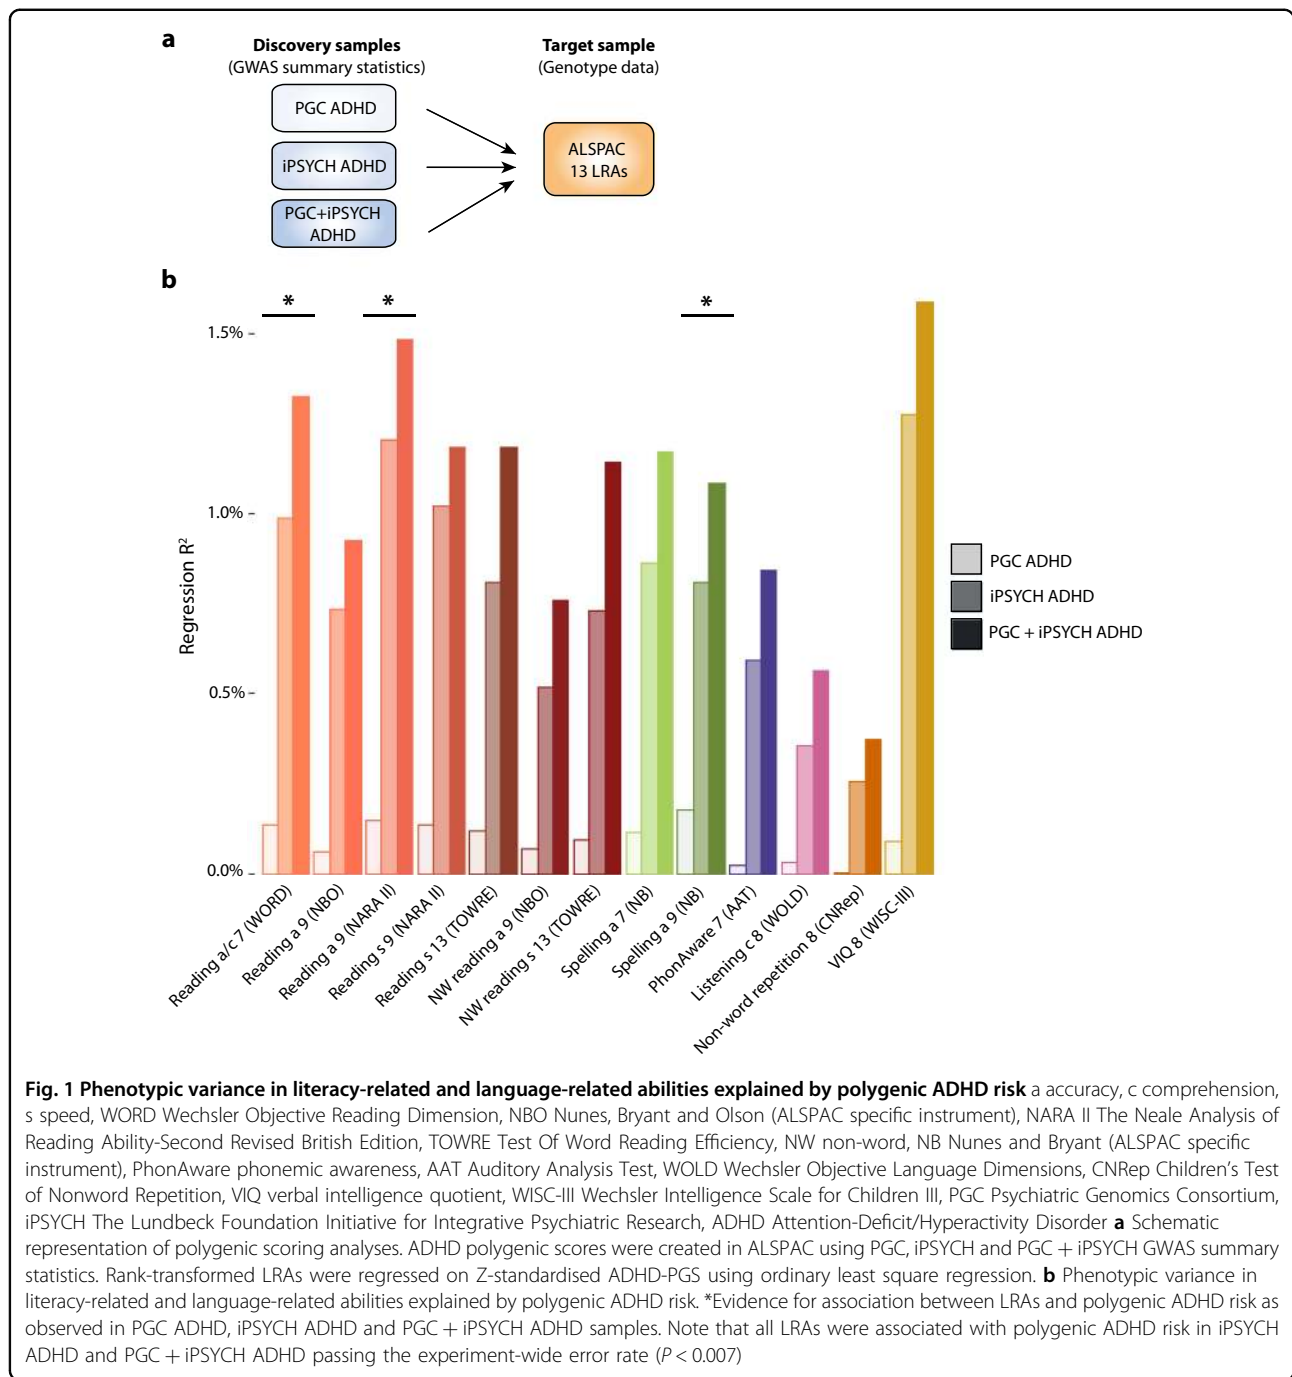 a
Discovery samples
(GWAS summary statistics)
Target sample
(Genotype data)
PGC ADHD
iPSYCH ADHD
PGC+iPSYCH
ADHD
ALSPAC
13 LRAs
b
*
*
*
1.5%
1.0%
0.5%
0.0%
Regression R²
PGC ADHD
iPSYCH ADHD
PGC + iPSYCH ADHD
Reading a/c 7 (WORD)
Reading a 9 (NBO)
Reading a 9 (NARA II)
Reading s 9 (NARA II)
Reading s 13 (TOWRE)
NW reading a 9 (NBO)
NW reading s 13 (TOWRE)
Spelling a 7 (NB)
Spelling a 9 (NB)
PhonAware 7 (AAT)
Listening c 8 (WOLD)
Non-word repetition 8 (CNRep)
VIQ 8 (WISC-III)
Fig. 1 Phenotypic variance in literacy-related and language-related abilities explained by polygenic ADHD risk a accuracy, c comprehension,
s speed, WORD Wechsler Objective Reading Dimension, NBO Nunes, Bryant and Olson (ALSPAC specific instrument), NARA II The Neale Analysis of
Reading Ability-Second Revised British Edition, TOWRE Test Of Word Reading Efficiency, NW non-word, NB Nunes and Bryant (ALSPAC specific
instrument), PhonAware phonemic awareness, AAT Auditory Analysis Test, WOLD Wechsler Objective Language Dimensions, CNRep Children's Test
of Nonword Repetition, VIQ verbal intelligence quotient, WISC-III Wechsler Intelligence Scale for Children III, PGC Psychiatric Genomics Consortium,
iPSYCH The Lundbeck Foundation Initiative for Integrative Psychiatric Research, ADHD Attention-Deficit/Hyperactivity Disorder a Schematic
representation of polygenic scoring analyses. ADHD polygenic scores were created in ALSPAC using PGC, iPSYCH and PGC + iPSYCH GWAS summary
statistics. Rank-transformed LRAs were regressed on Z-standardised ADHD-PGS using ordinary least square regression. b Phenotypic variance in
literacy-related and language-related abilities explained by polygenic ADHD risk. *Evidence for association between LRAs and polygenic ADHD risk as
observed in PGC ADHD, iPSYCH ADHD and PGC + iPSYCH ADHD samples. Note that all LRAs were associated with polygenic ADHD risk in iPSYCH
ADHD and PGC + iPSYCH ADHD passing the experiment-wide error rate (P < 0.007)